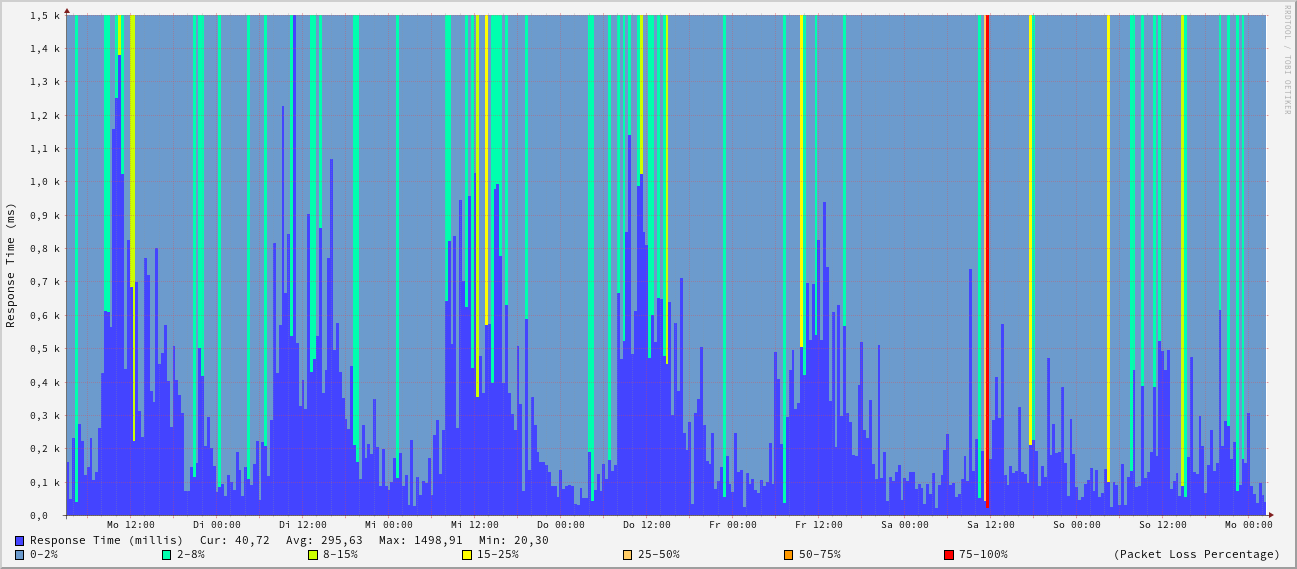 RRDTOOL / TOBI OETIKER
Response Time (ms)
1,5 k
1,4 k
1,3 k
1,2 k
1,1 k
1,0 k
0,9 k
0,8 k
0,7 k
0,6 k
0,5 k
0,4 k
0,3 k
0,2 k
0,1 k
0,0
Mo 12:00 Di 00:00 Di 12:00 Mi 00:00 Mi 12:00 Do 00:00 Do 12:00 Fr 00:00 Fr 12:00 Sa 00:00 Sa 12:00 So 00:00 So 12:00 Mo 00:00
Response Time (millis) Cur: 40,72 Avg: 295,63 Max: 1498,91 Min: 20,30
0-2% 2-8% 8-15% 15-25% 25-50% 50-75% 75-100% (Packet Loss Percentage)